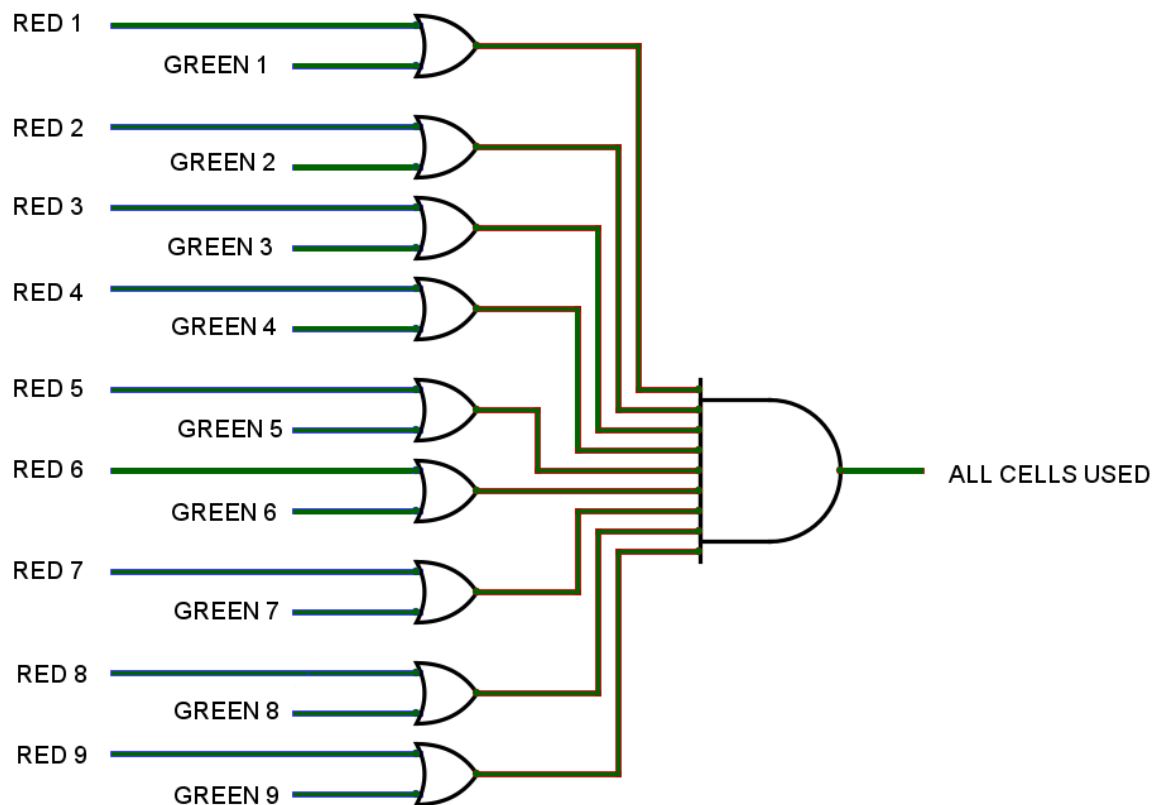 RED 1
GREEN 1
RED 2
GREEN 2
RED 3
GREEN 3
RED 4
GREEN 4
RED 5
GREEN 5
RED 6
ALL CELLS USED
GREEN 6
RED 7
GREEN 7
RED 8
GREEN 8
RED 9
GREEN 9